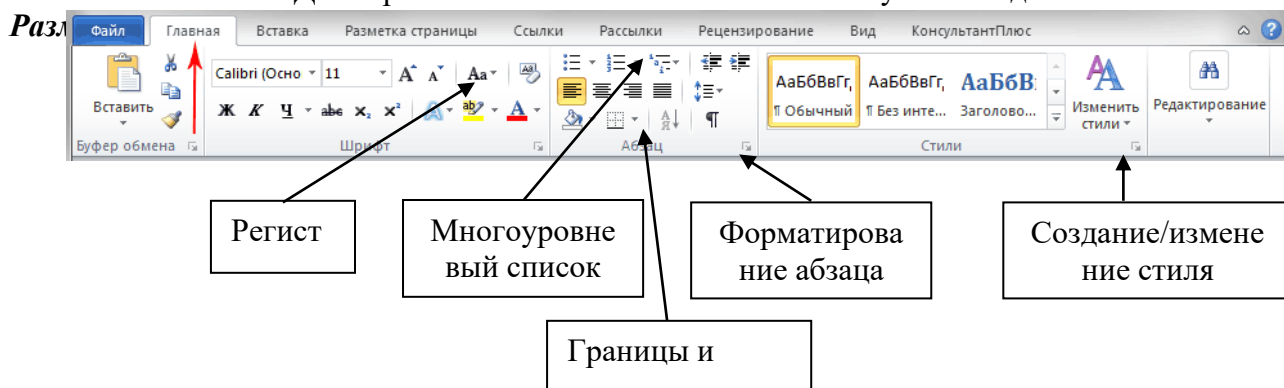 Файл Главная Вставка Разметка страницы Ссылки Рассылки Рецензирование Вид КонсультантПлюс
Calibri (Осно 11 А А Аа
Вставить
Ж К Ч abc x₂ x² А ab А
АаБбВвГг, АаБбВвГг, АаБбВ
¶ Обычный ¶ Без инте... Заголово...
Изменить стили
Редактирование
Буфер обмена Шрифт Абзац Стили
Регист
Многоуровне
вый список
Форматирова
ние абзаца
Создание/измене
ние стиля
Границы и